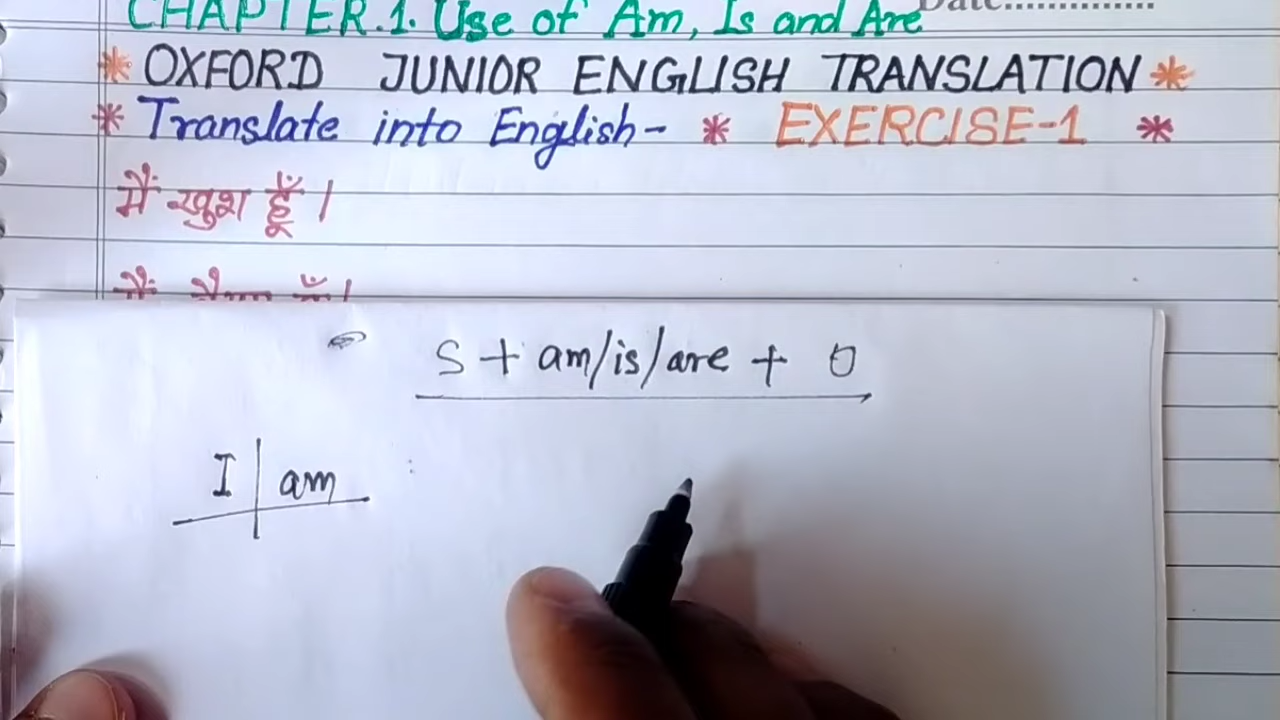 CHAPTER.1. Use of Am, Is and Are
Date..............
* OXFORD JUNIOR ENGLISH TRANSLATION *
* Translate into English- * EXERCISE-1 *
मैं खुश हूँ।
S + am/is/are + O
I | am